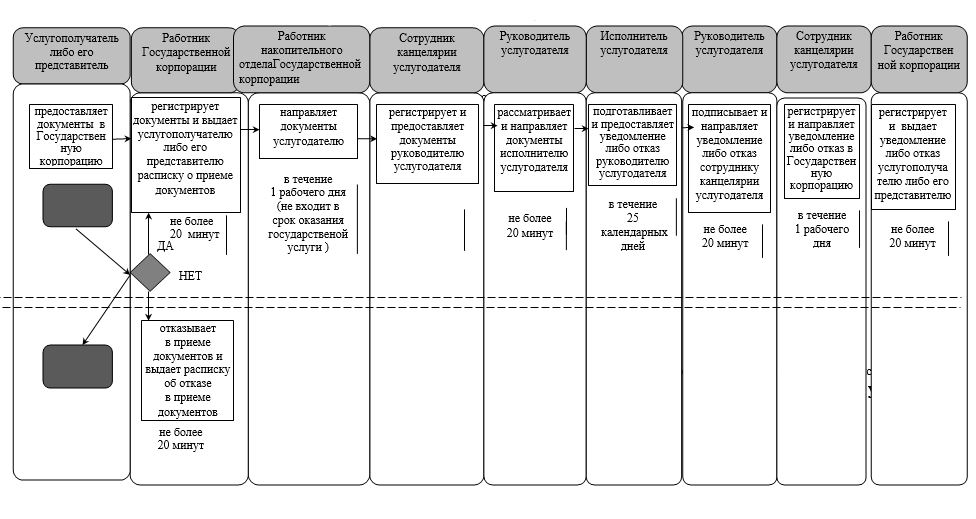 Услугополучатель
либо его
представитель
Работник
Государственной
корпорации
Работник
накопительного
отделаГосударственной
корпорации
Сотрудник
канцелярии
услугодателя
Руководитель
услугодателя
Исполнитель
услугодателя
Руководитель
услугодателя
Сотрудник
канцелярии
услугодателя
Работник
Государствен
ной корпорации
предоставляет
документы в
Государствен
ную
корпорацию
регистрирует
документы и выдает
услугополучателю
либо его
представителю
расписку о приеме
документов
не более
20 минут
ДА
НЕТ
отказывает
в приеме
документов и
выдает расписку
об отказе
в приеме
документов
не более
20 минут
направляет
документы
услугодателю
в течение
1 рабочего дня
(не входит в
срок оказания
государственой
услуги )
регистрирует и
предоставляет
документы
руководителю
услугодателя
рассматривает
и направляет
документы
исполнителю
услугодателя
не более
20 минут
подготавливает
и предоставляет
уведомление
либо отказ
руководителю
услугодателя
в течение
25
календарных
дней
подписывает и
направляет
уведомление
либо отказ
сотруднику
канцелярии
услугодателя
не более
20 минут
регистрирует
и направляет
уведомление
либо отказ в
Государствен
ную
корпорацию
в течение
1 рабочего
дня
регистрирует
и выдает
уведомление
либо отказ
услугополуча
телю либо его
представителю
не более
20 минут